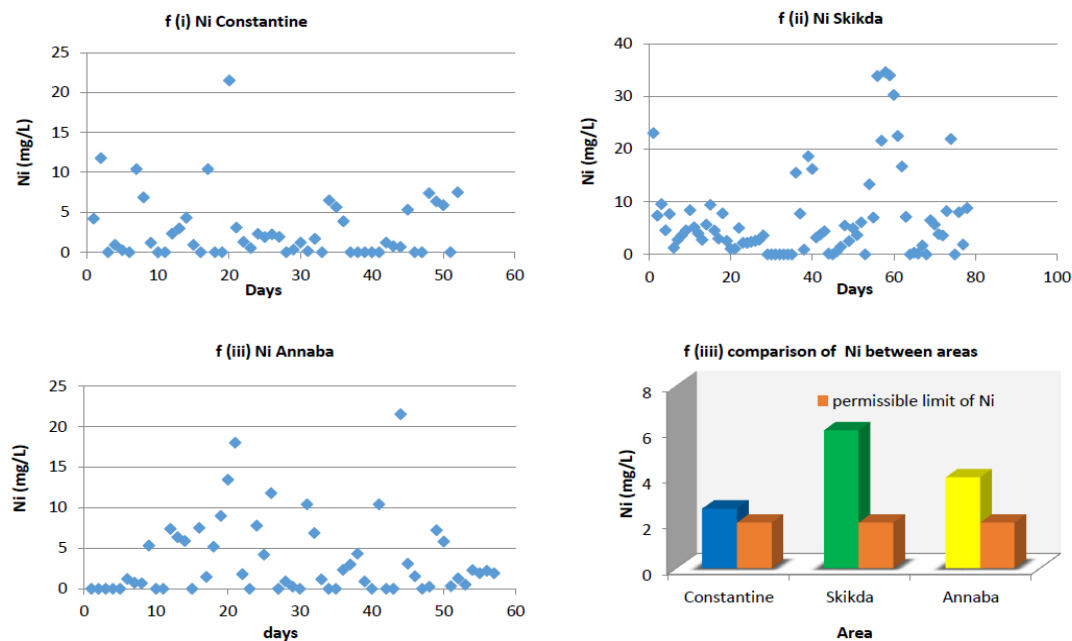 f (i) Ni Constantine
Ni (mg/L)
25
20
15
10
5
0
0 10 20 30 40 50 60
Days
f (ii) Ni Skikda
Ni (mg/L)
40
30
20
10
0
0 20 40 60 80 100
Days
f (iii) Ni Annaba
Ni (mg/L)
25
20
15
10
5
0
0 10 20 30 40 50 60
days
f (iiii) comparison of Ni between areas
permissible limit of Ni
Ni (mg/L)
8
6
4
2
0
Constantine Skikda Annaba
Area